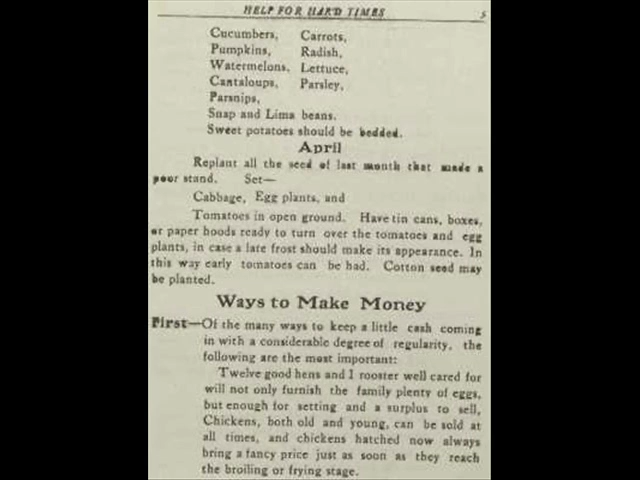 HELP FOR HARD TIMES 5
Cucumbers, Carrots,
Pumpkins, Radish,
Watermelons, Lettuce,
Cantaloups, Parsley,
Parsnips,
Snap and Lima beans.
Sweet potatoes should be bedded.
April
Replant all the seed of last month that made a
poor stand. Set—
Cabbage, Egg plants, and
Tomatoes in open ground. Have tin cans, boxes,
or paper hoods ready to turn over the tomatoes and egg
plants, in case a late frost should make its appearance. In
this way early tomatoes can be had. Cotton seed may
be planted.
Ways to Make Money
First—Of the many ways to keep a little cash coming
in with a considerable degree of regularity, the
following are the most important:
Twelve good hens and 1 rooster well cared for
will not only furnish the family plenty of eggs,
but enough for setting and a surplus to sell,
Chickens, both old and young, can be sold at
all times, and chickens hatched now always
bring a fancy price just as soon as they reach
the broiling or frying stage.